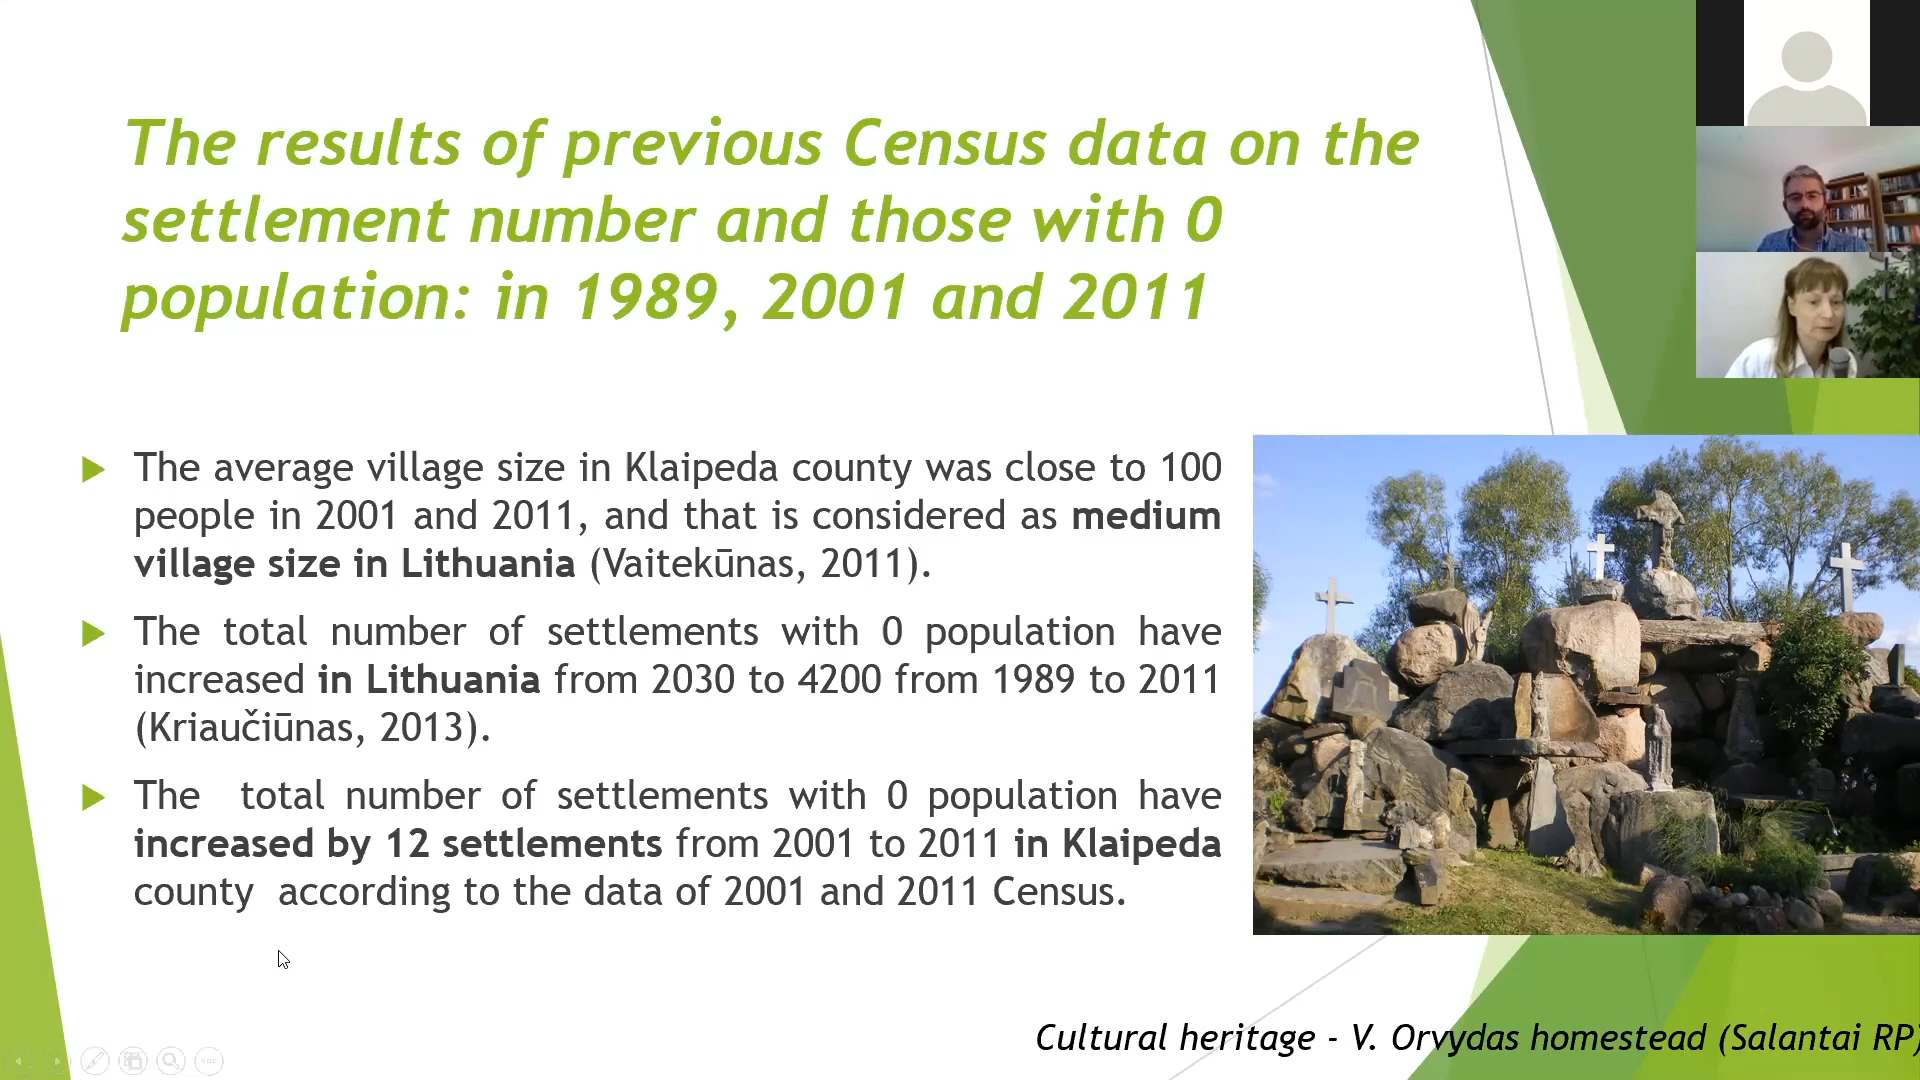 The results of previous Census data on the
settlement number and those with 0
population: in 1989, 2001 and 2011
The average village size in Klaipeda county was close to 100
people in 2001 and 2011, and that is considered as medium
village size in Lithuania (Vaitekūnas, 2011).
The total number of settlements with 0 population have
increased in Lithuania from 2030 to 4200 from 1989 to 2011
(Kriaučiūnas, 2013).
The total number of settlements with 0 population have
increased by 12 settlements from 2001 to 2011 in Klaipeda
county according to the data of 2001 and 2011 Census.
Cultural heritage - V. Orvydas homestead (Salantai RP)